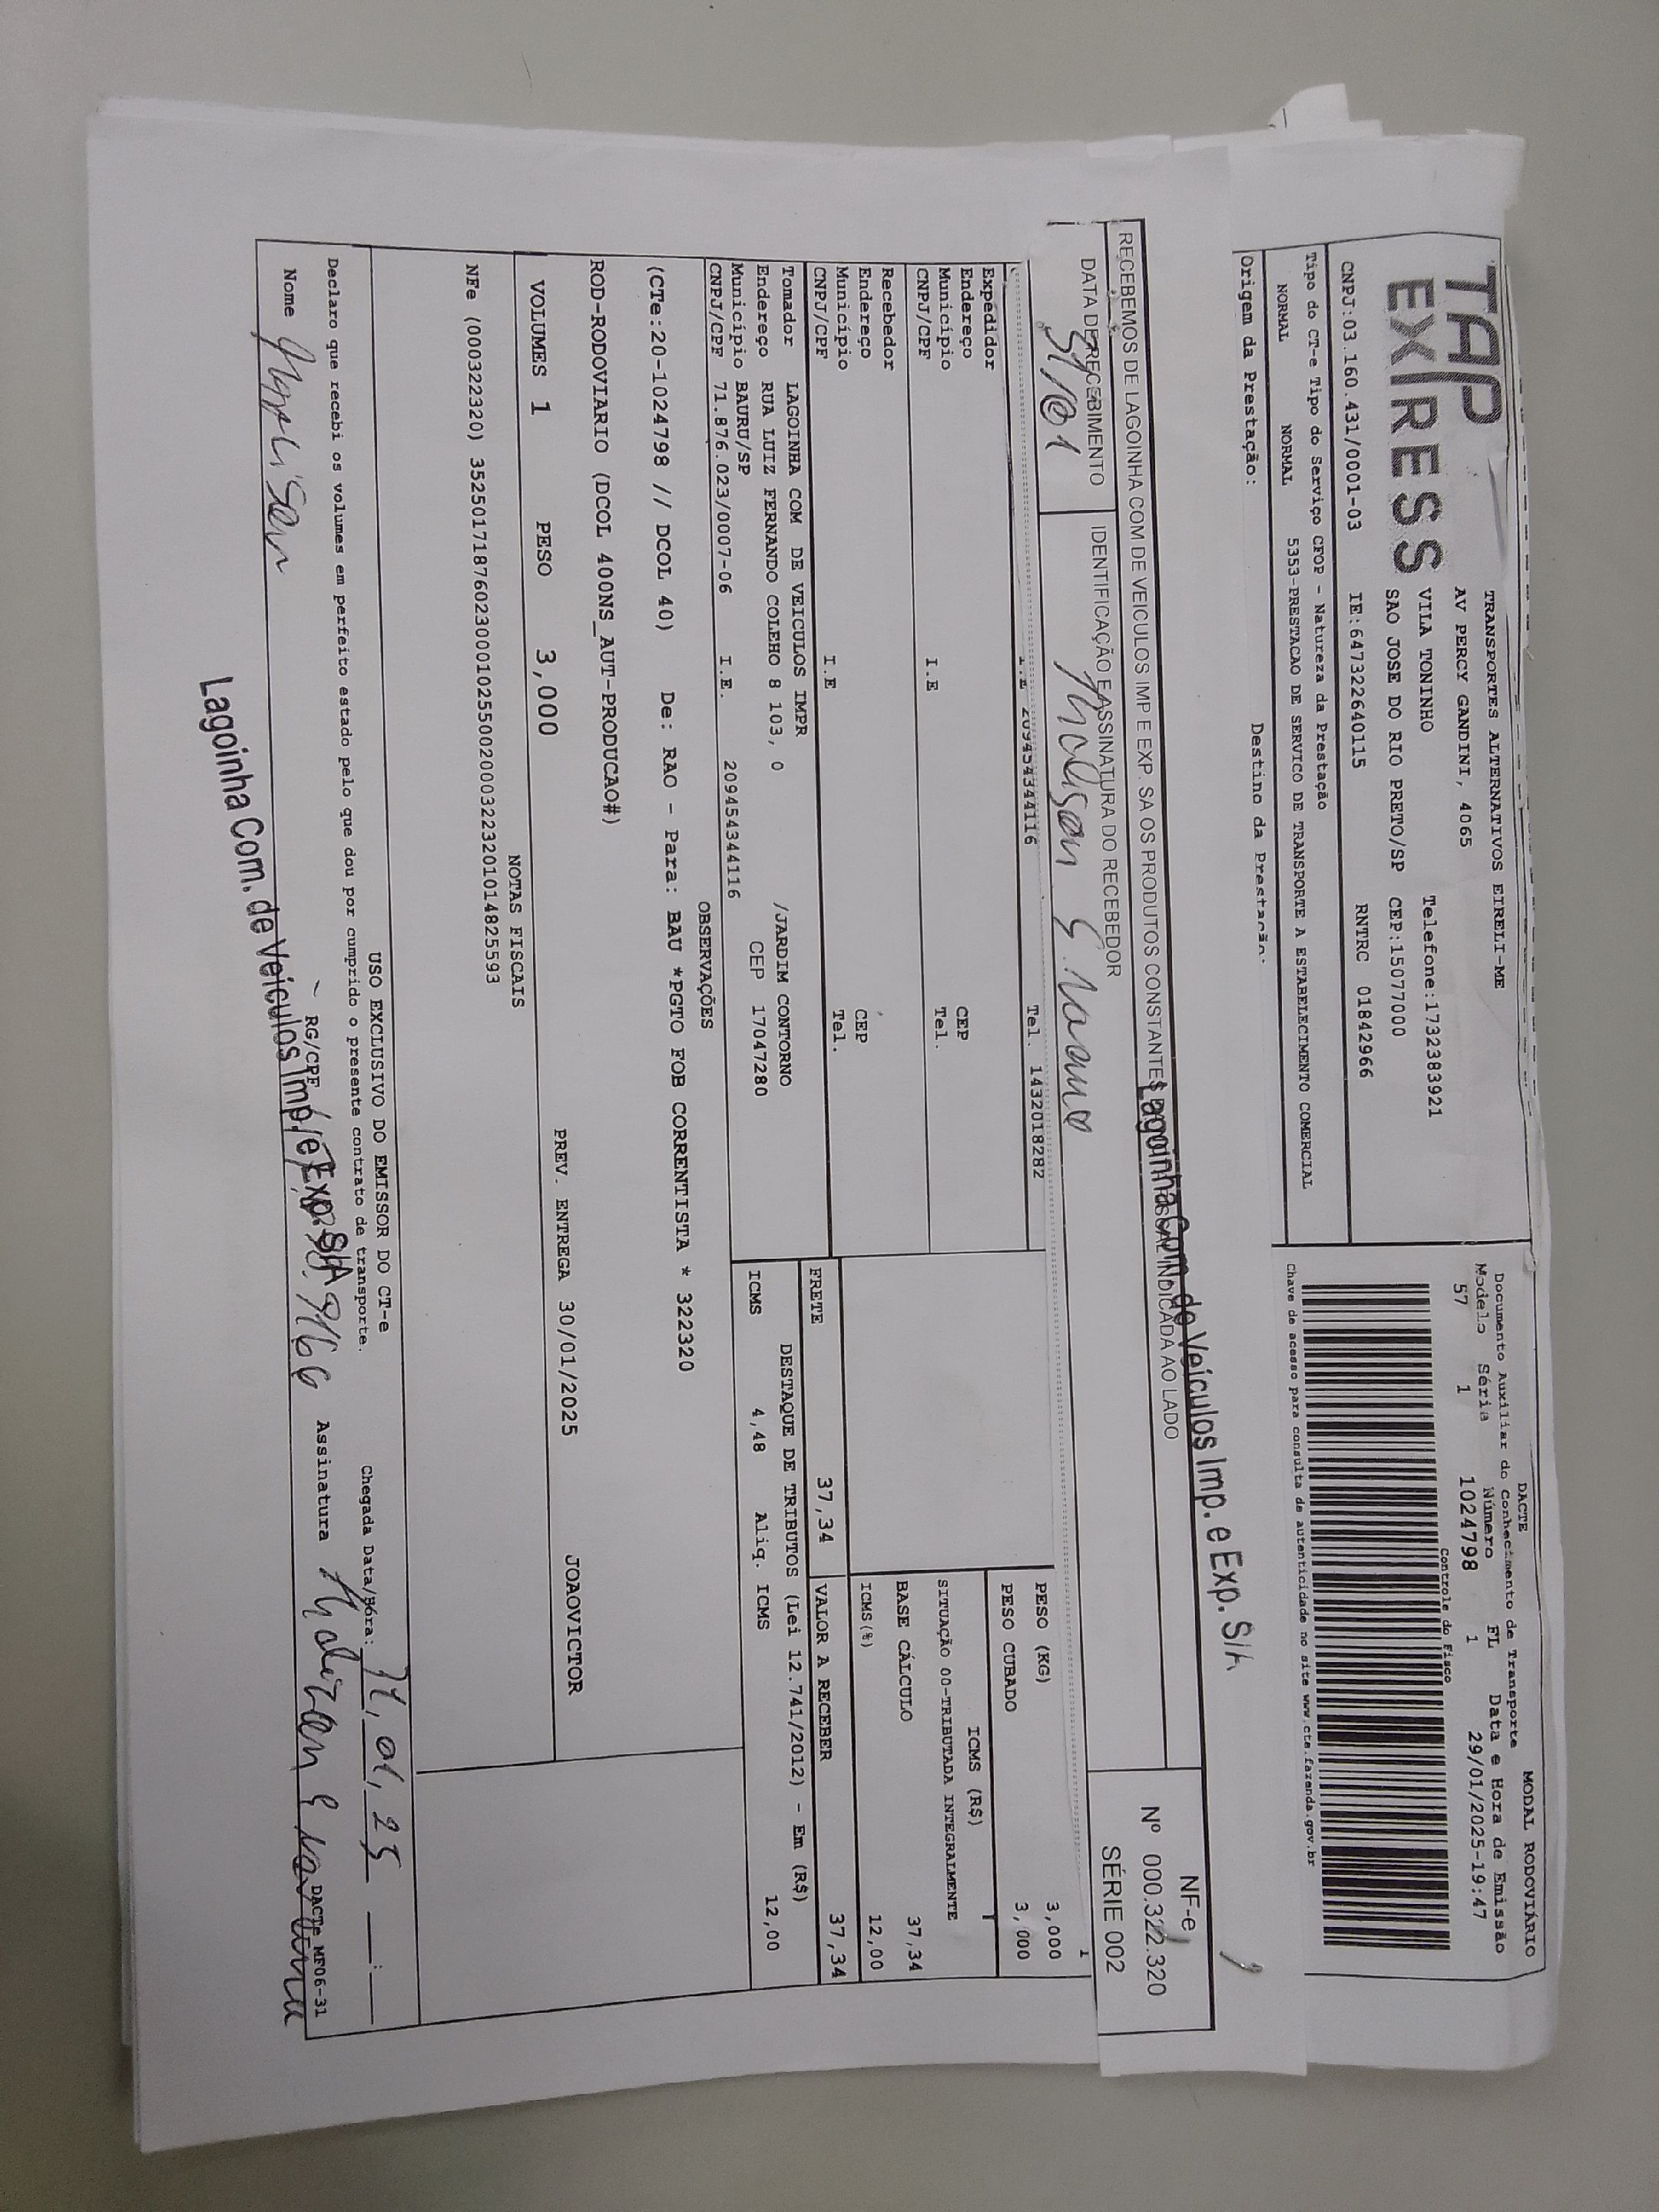 TAP
EXPRESS
TRANSPORTES ALTERNATIVOS EIRELI-ME
AV PERCY GANDINI, 4065
VILA TONINHO Telefone:1732383921
SAO JOSE DO RIO PRETO/SP CEP:15077000
CNPJ:03.160.431/0001-03 IE:647322640115 RNTRC 01842966
DACTE MODAL RODOVIÁRIO
Documento Auxiliar do Conhecimento de Transporte
Modelo Série Número FL Data e Hora de Emissão
57 1 1024798 1 29/01/2025-19:47
Controle do Fisco
Chave de acesso para consulta de autenticidade no site www.cte.fazenda.gov.br
Tipo do CT-e Tipo do Serviço CFOP - Natureza da Prestação
NORMAL NORMAL 5353-PRESTACAO DE SERVICO DE TRANSPORTE A ESTABELECIMENTO COMERCIAL
Origem da Prestação: Destino da Prestação:
Lagoinha Com. de Veículos Imp. e Exp. S/A
RECEBEMOS DE LAGOINHA COM DE VEICULOS IMP E EXP. SA OS PRODUTOS CONSTANTES INDICADA AO LADO
DATA DE RECEBIMENTO IDENTIFICAÇÃO E ASSINATURA DO RECEBEDOR
31/01
NF-e
Nº 000.322.320
SÉRIE 002
I.E 209454344116 Tel. 1432018282
Expedidor
Endereço CEP
Município Tel.
CNPJ/CPF I.E
Recebedor
Endereço CEP
Município Tel.
CNPJ/CPF I.E
PESO (KG) 3,000
PESO CUBADO 3,000
ICMS (R$)
SITUAÇÃO 00-TRIBUTADA INTEGRALMENTE
BASE CÁLCULO 37,34
ICMS(%) 12,00
FRETE 37,34 VALOR A RECEBER 37,34
Tomador LAGOINHA COM DE VEICULOS IMPR
Endereço RUA LUIZ FERNANDO COLEHO 8 103, 0 /JARDIM CONTORNO
Município BAURU/SP CEP 17047280
CNPJ/CPF 71.876.023/0007-06 I.E. 209454344116
DESTAQUE DE TRIBUTOS (Lei 12.741/2012) - Em (R$)
ICMS 4,48 Aliq. ICMS 12,00
OBSERVAÇÕES
(CTe:20-1024798 // DCOL 40) De: RAO - Para: BAU *PGTO FOB CORRENTISTA * 322320
ROD-RODOVIARIO (DCOL 400NS_AUT-PRODUCAO#)
JOAOVICTOR
VOLUMES 1 PESO 3,000 PREV. ENTREGA 30/01/2025
NOTAS FISCAIS
NFe (000322320) 35250171876023000102550020003223201014825593
USO EXCLUSIVO DO EMISSOR DO CT-e
Declaro que recebi os volumes em perfeito estado pelo que dou por cumprido o presente contrato de transporte.
Chegada Data/Hora: 31, 01, 25
Nome RG/CPF Assinatura
DACTe MF06-31
Lagoinha Com. de Veículos Imp. e Exp. S/A